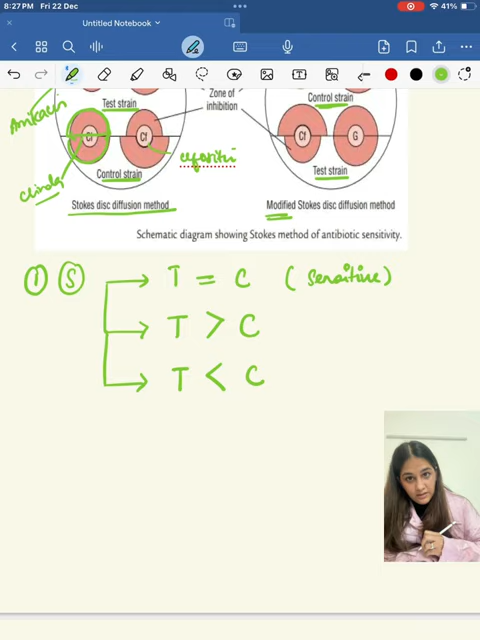 8:27 PM Fri 22 Dec
41%
Untitled Notebook
Test strain
Zone of
inhibition
Control strain
Cf
Cf
Cf
G
Control strain
Test strain
Stokes disc diffusion method
Modified Stokes disc diffusion method
Schematic diagram showing Stokes method of antibiotic sensitivity.
① Ⓢ T = C (Sensitive)
T > C
T < C